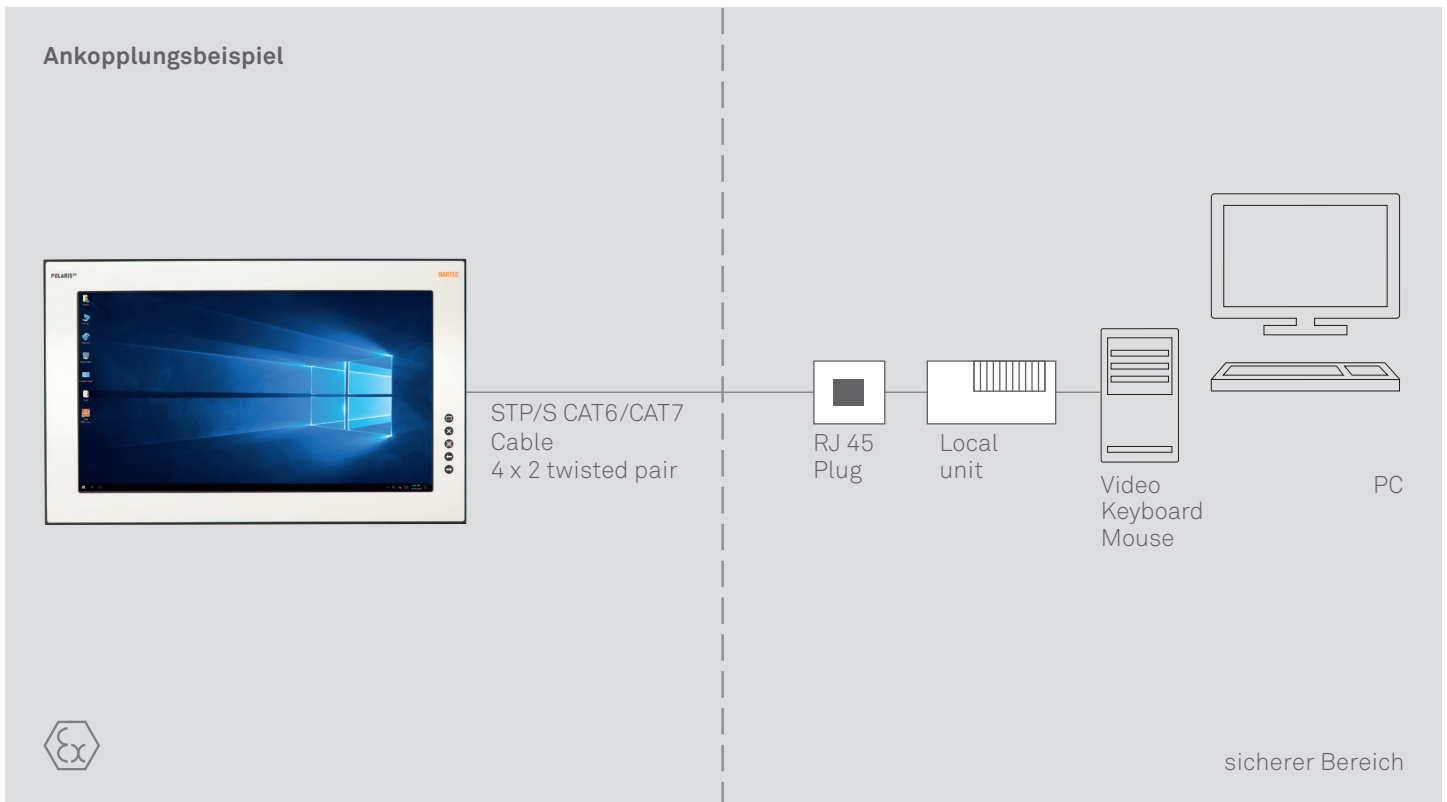 Ankopplungsbeispiel
POLARIS
BARTEC
STP/S CAT6/CAT7
Cable
4 x 2 twisted pair
RJ 45
Plug
Local
unit
Video
Keyboard
Mouse
PC
Ex
sicherer Bereich